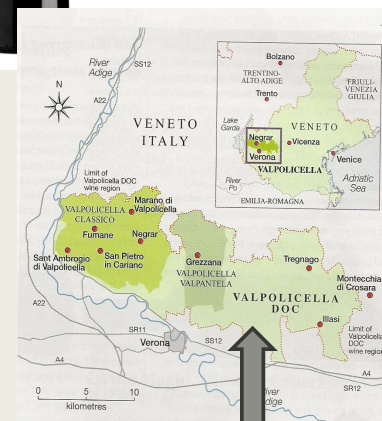 River
Adige
SS12
N
A22
VENETO
ITALY
Bolzano
TRENTINO-
ALTO ADIGE
Trento
FRIULI-
VENEZIA
GIULIA
Lake
Garda
VENETO
Negrar
Vicenza
Verona
Venice
VALPOLICELLA
River
Po
Adriatic
Sea
EMILIA-ROMAGNA
Limit of
Valpolicella DOC
wine region
Marano di
Valpolicella
VALPOLICELLA
CLASSICO
Fumane
Negrar
Sant Ambrogio
di Valpolicella
San Pietro
in Cariano
Grezzana
VALPOLICELLA
VALPANTELA
Tregnago
Montecchia
di Crosara
VALPOLICELLA
DOC
Illasi
Limit of
Valpolicella
DOC
wine region
A22
SR11
Verona
SS12
A4
A4
SR12
River
Adige
0 5 10
kilometres